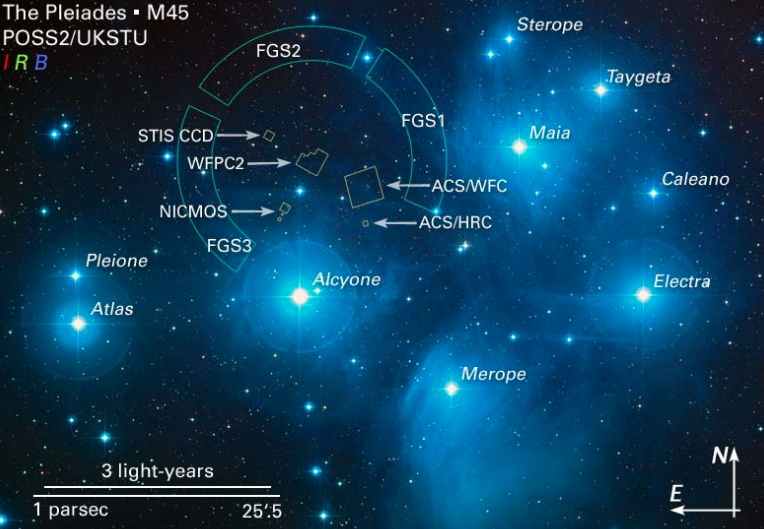 The Pleiades ▪ M45
POSS2/UKSTU
I R B
Sterope
FGS2
Taygeta
FGS1
STIS CCD
Maia
WFPC2
Caleano
ACS/WFC
NICMOS
ACS/HRC
FGS3
Pleione
Alcyone
Electra
Atlas
Merope
3 light-years
N
1 parsec
25′.5
E